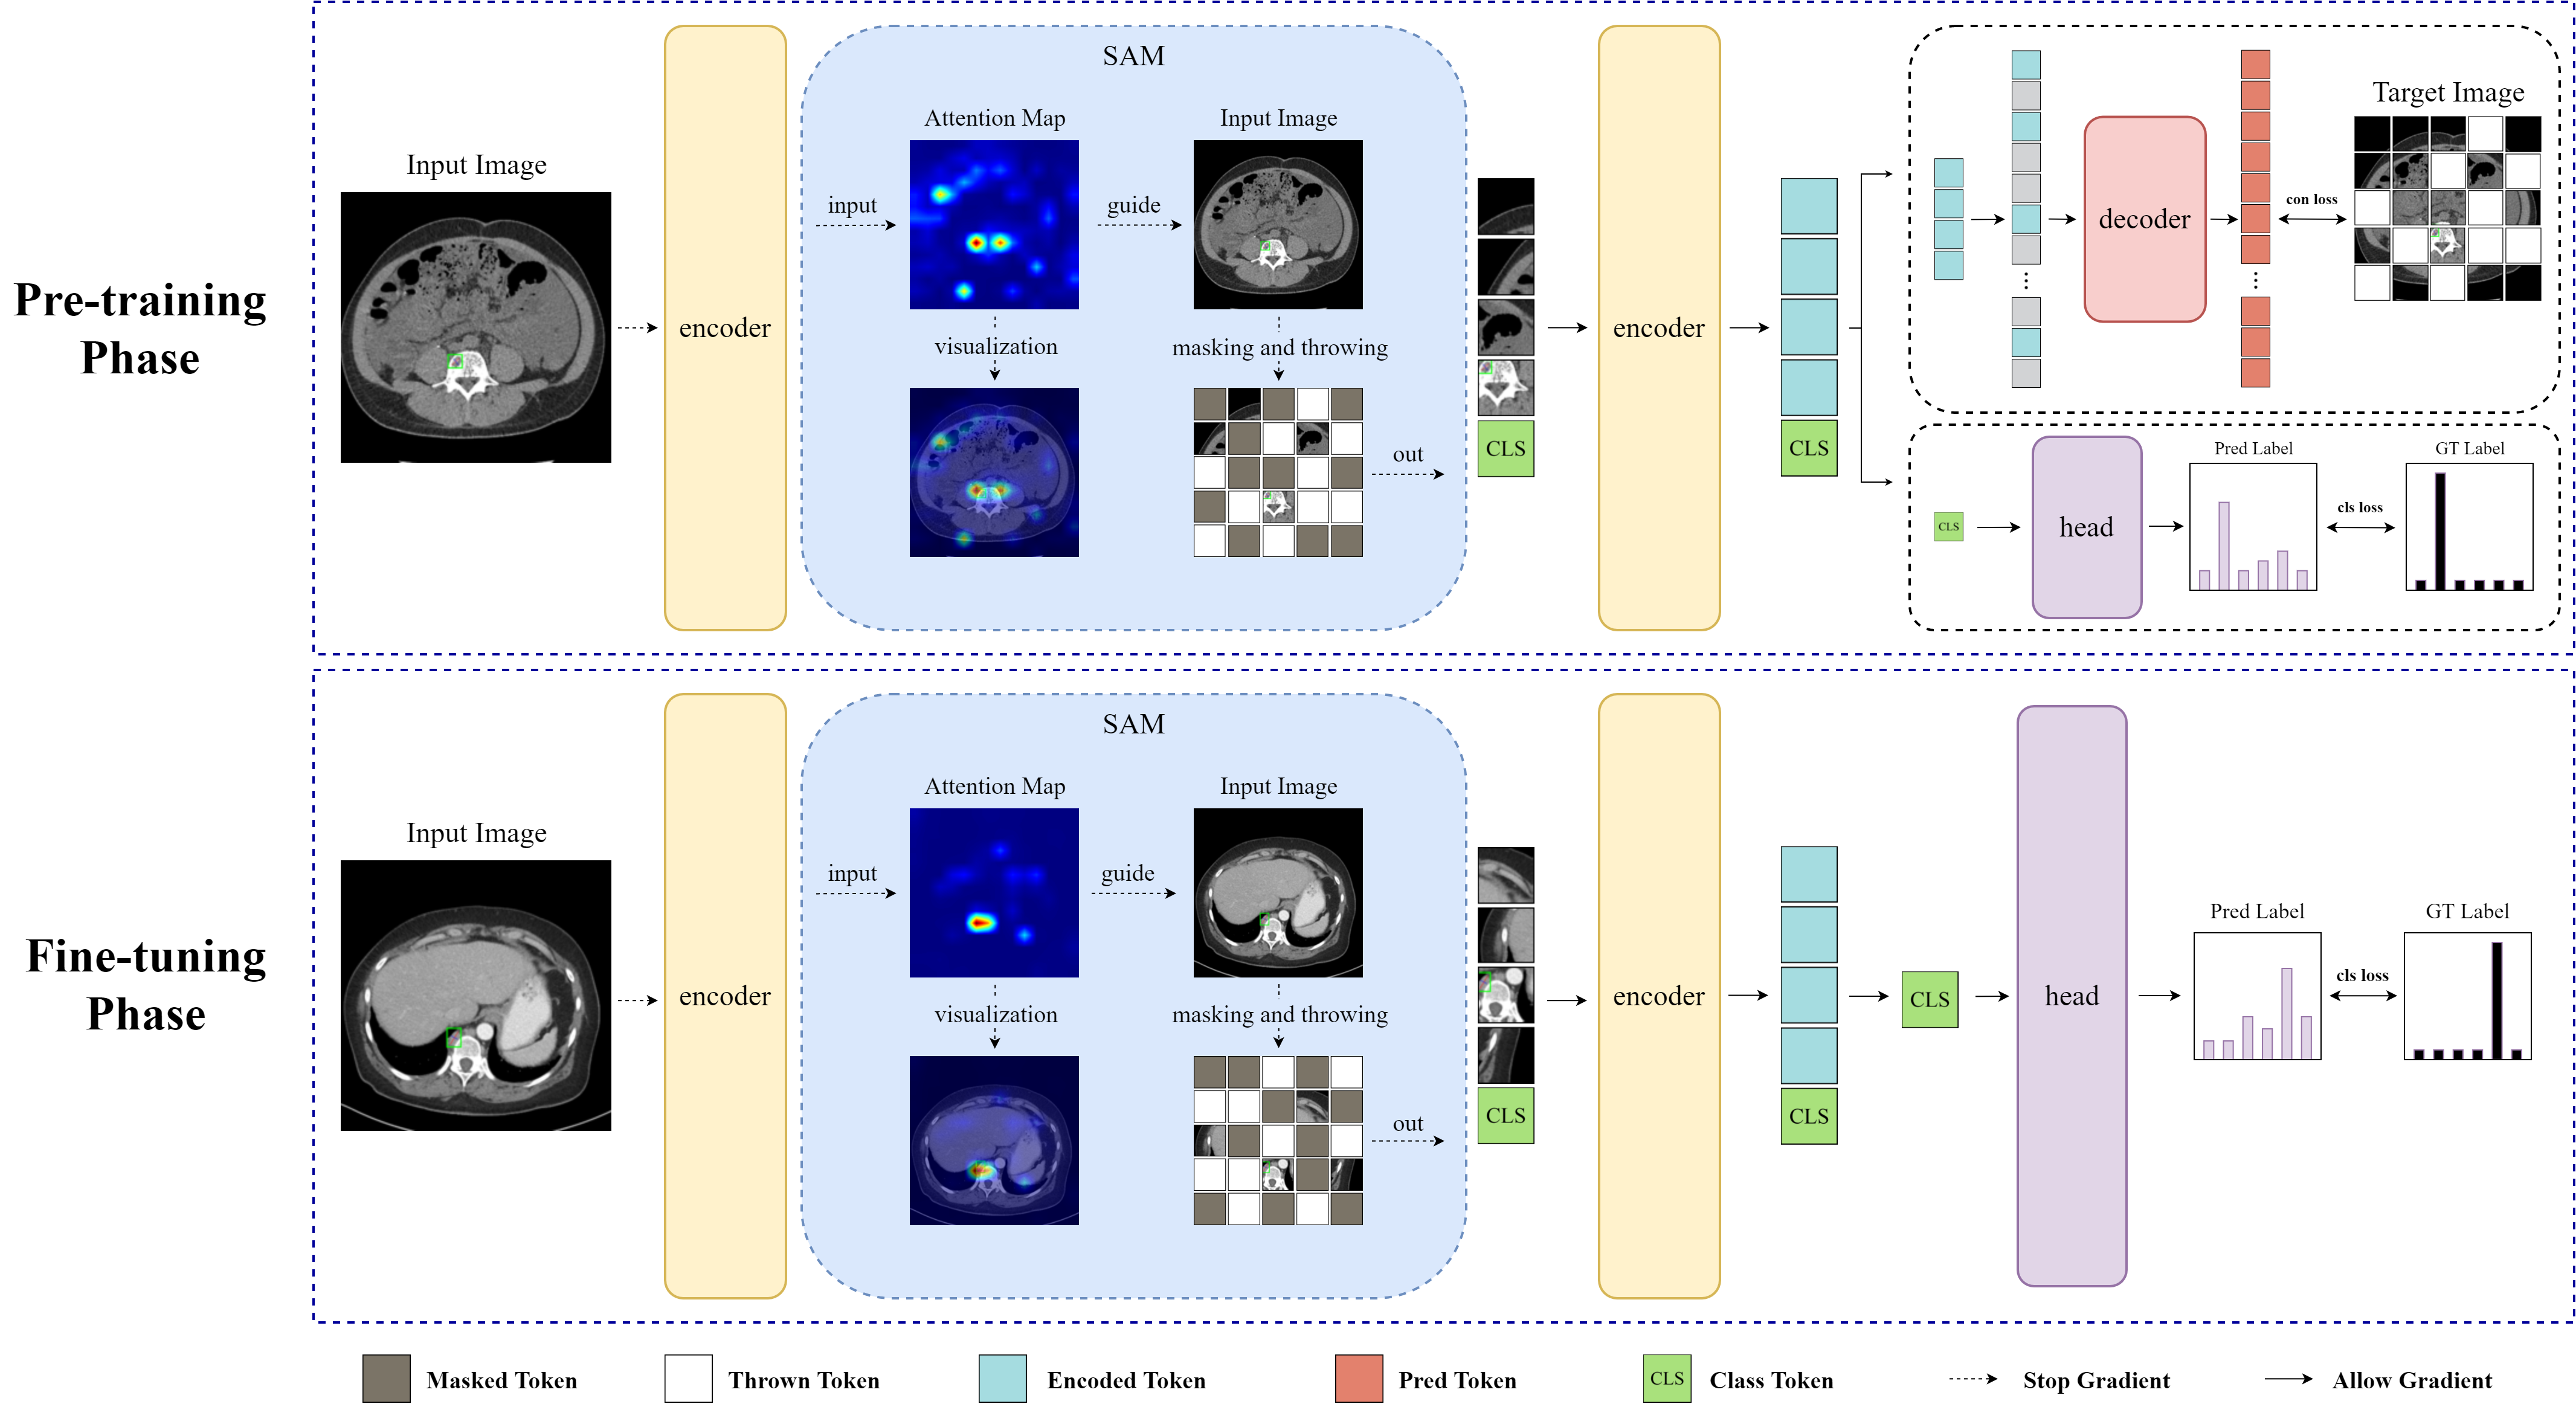 Pre-training
Phase
Input Image
encoder
SAM
Attention Map
Input Image
input
guide
visualization
masking and throwing
out
CLS
encoder
CLS
decoder
Target Image
con loss
CLS
head
Pred Label
cls loss
GT Label
Fine-tuning
Phase
Input Image
encoder
SAM
Attention Map
Input Image
input
guide
visualization
masking and throwing
out
CLS
encoder
CLS
CLS
head
Pred Label
cls loss
GT Label
Masked Token
Thrown Token
Encoded Token
Pred Token
CLS
Class Token
Stop Gradient
Allow Gradient